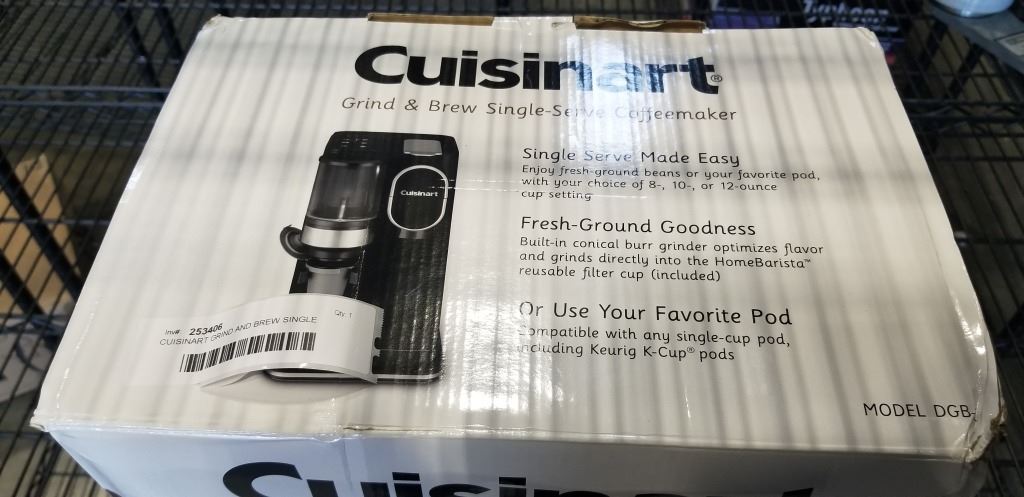 Cuisinart®
Grind & Brew Single-Serve Coffeemaker
Single Serve Made Easy
Enjoy fresh-ground beans or your favorite pod,
with your choice of 8-, 10-, or 12-ounce
cup setting
Cuisinart
Fresh-Ground Goodness
Built-in conical burr grinder optimizes flavor
and grinds directly into the HomeBarista™
reusable filter cup (included)
Or Use Your Favorite Pod
Compatible with any single-cup pod,
including Keurig K-Cup® pods
Inv#: 253406 Qty: 1
CUISINART GRIND AND BREW SINGLE
MODEL DGB-
Cuisinart